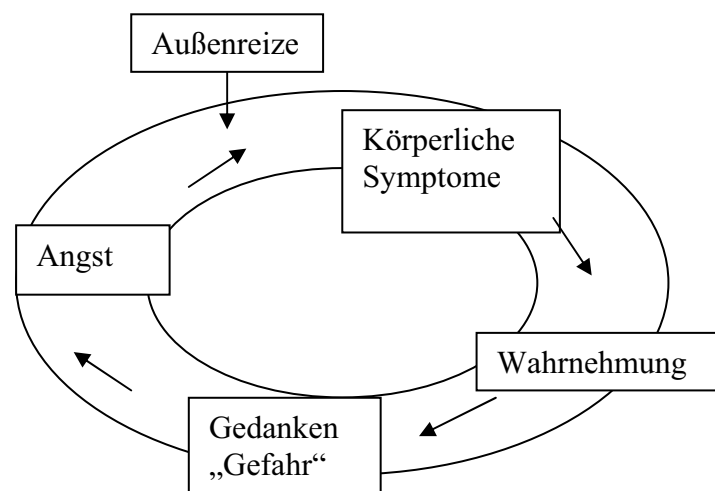 Außenreize
Körperliche
Symptome
Angst
Wahrnehmung
Gedanken
„Gefahr“